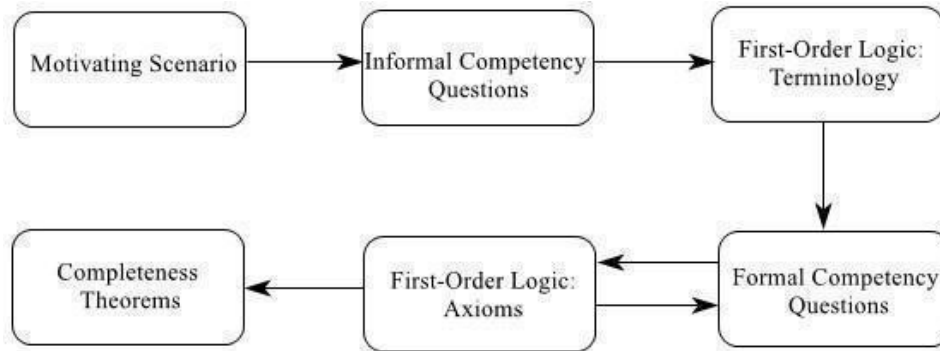 Motivating Scenario
Informal Competency
Questions
First-Order Logic:
Terminology
Completeness
Theorems
First-Order Logic:
Axioms
Formal Competency
Questions